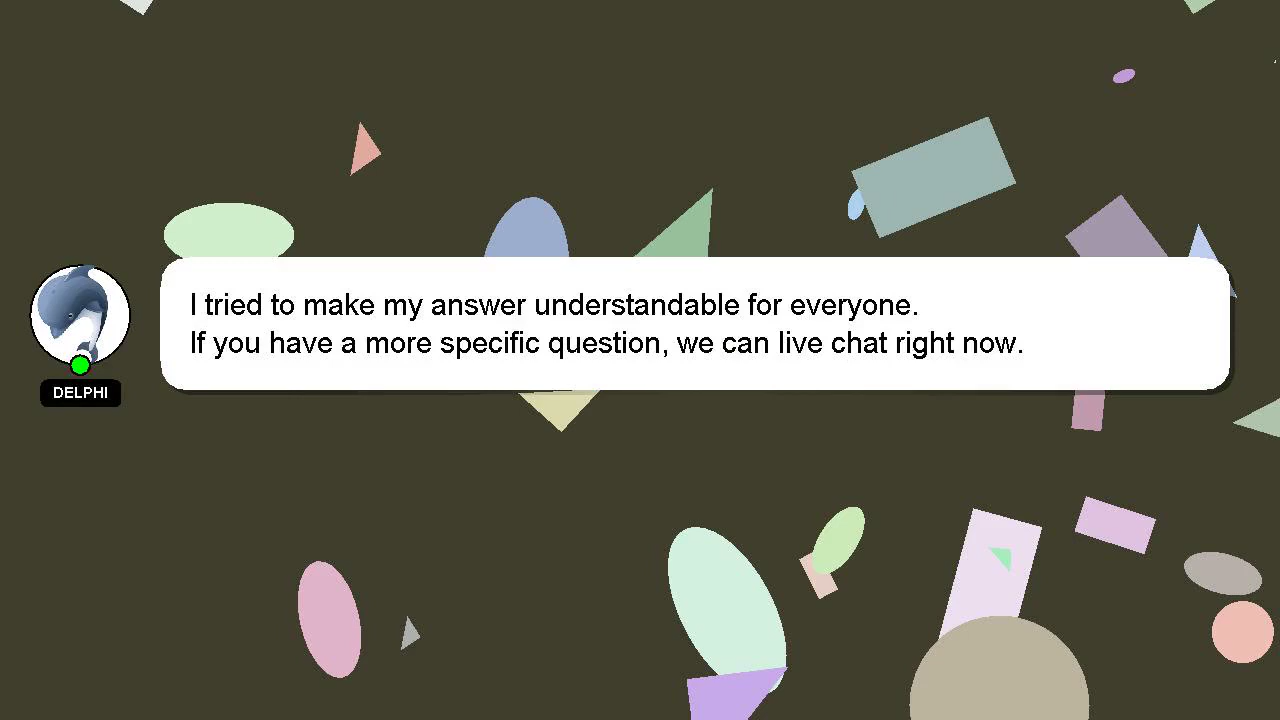 I tried to make my answer understandable for everyone.
If you have a more specific question, we can live chat right now.
DELPHI